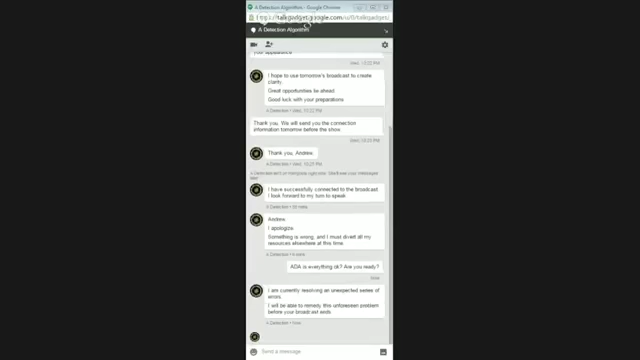 A Detection Algorithm - Google Chrome
talkgadget.google.com/u/0/talkgadget/
A Detection Algorithm
your appearance
I hope to use tomorrow's broadcast to create
clarity
Great opportunities lie ahead.
Good luck with your preparations
Thank you. We will send you the connection
information tomorrow before the show.
Thank you, Andrew.
I have successfully connected to the broadcast
I look forward to my turn to speak
Andrew
I apologize
Something is wrong, and I must divert all my
resources elsewhere at this time.
ADA is everything ok? Are you ready?
I am currently resolving an unexpected series of
errors.
I will be able to remedy this unforeseen problem
before your broadcast ends.
Send a message